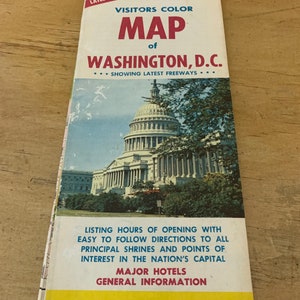 VISITORS COLOR
MAP
of
WASHINGTON, D.C.
• • • SHOWING LATEST FREEWAYS • • •
LISTING HOURS OF OPENING WITH
EASY TO FOLLOW DIRECTIONS TO ALL
PRINCIPAL SHRINES AND POINTS OF
INTEREST IN THE NATION'S CAPITAL
MAJOR HOTELS
GENERAL INFORMATION